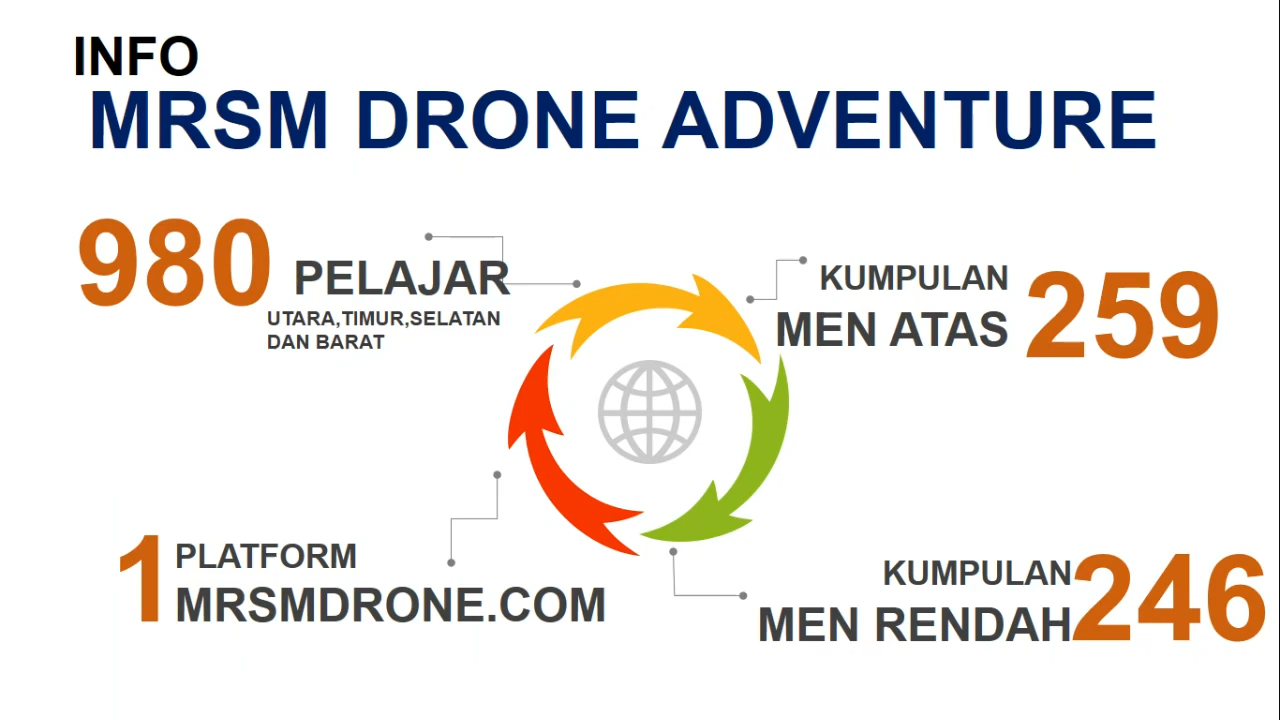 INFO
MRSM DRONE ADVENTURE
980 PELAJAR
UTARA,TIMUR,SELATAN
DAN BARAT
KUMPULAN
MEN ATAS 259
1 PLATFORM
MRSMDRONE.COM
KUMPULAN
MEN RENDAH 246